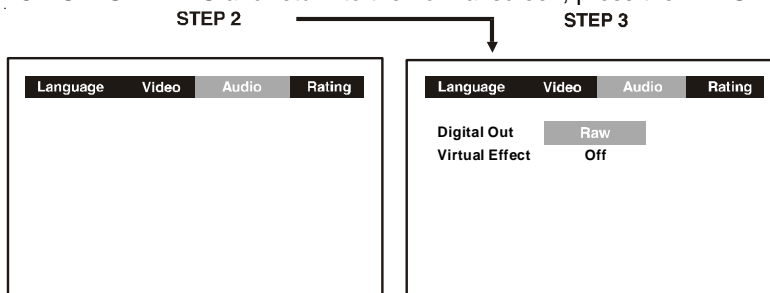 STEP 2
STEP 3
Language Video Audio Rating
Language Video Audio Rating
Digital Out Raw
Virtual Effect Off